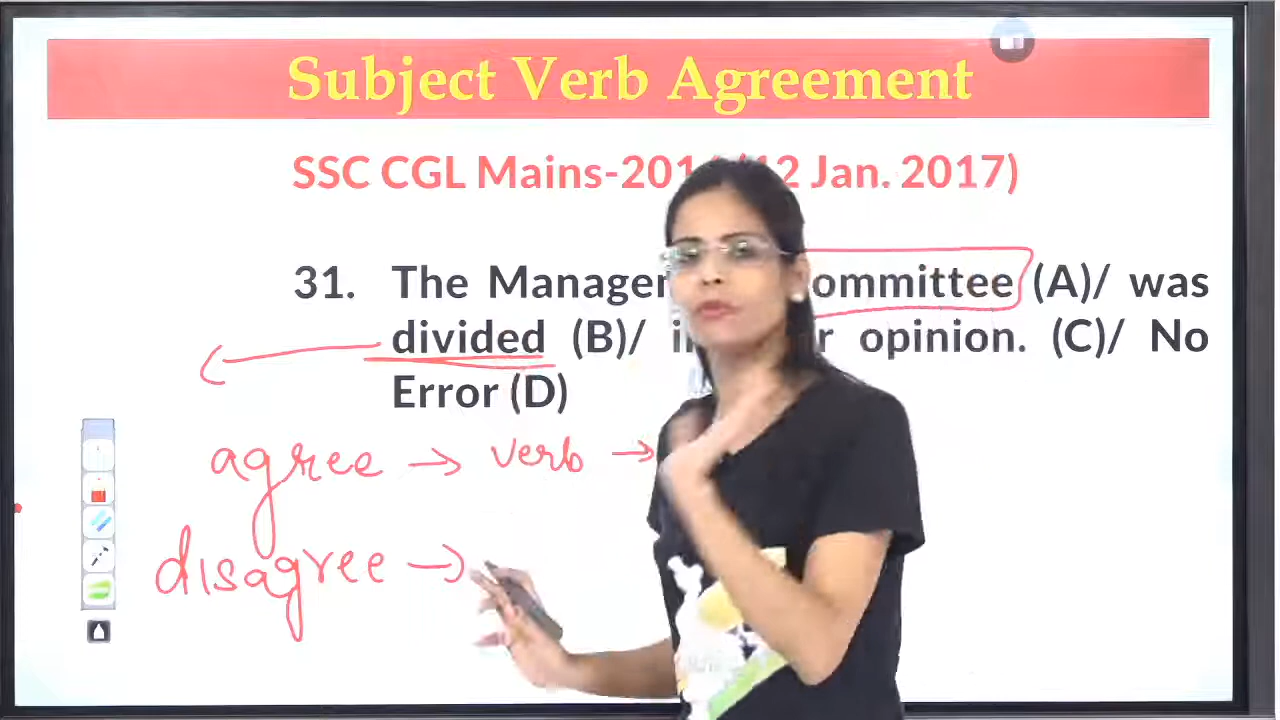 Subject Verb Agreement
SSC CGL Mains-201 12 Jan. 2017)
31. The Manager ommittee (A)/ was
divided (B)/ i r opinion. (C)/ No
Error (D)
agree → verb →
disagree →